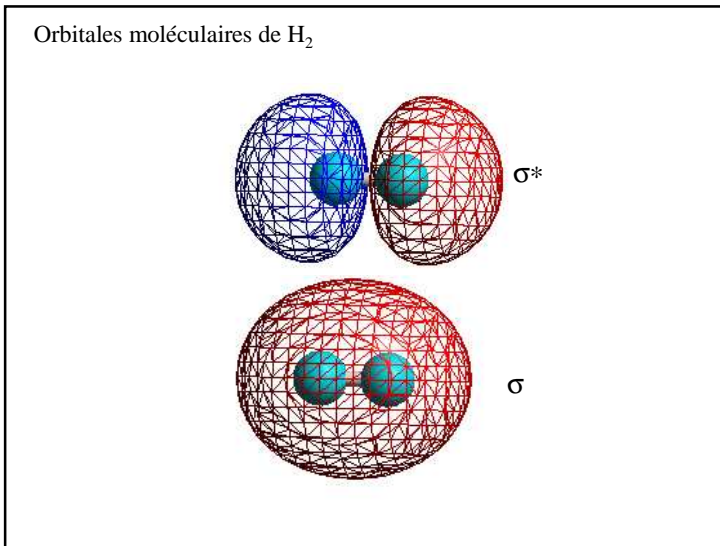 Orbitales moléculaires de H₂
σ*
σ